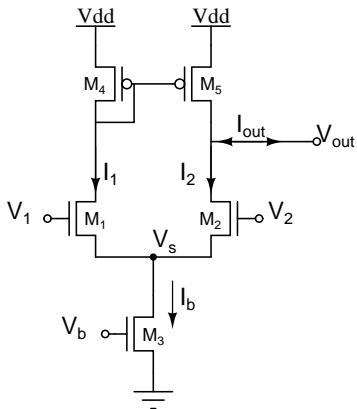 Vdd Vdd
M4 M5
Iout
Vout
I1 I2
V1 M1 M2 V2
Vs
Ib
Vb M3